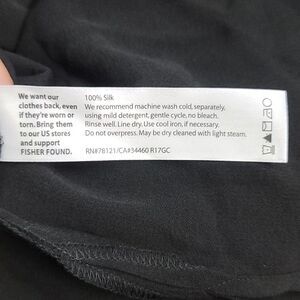 We want our
clothes back, even
if they're worn or
torn. Bring them
to our US stores
and support
FISHER FOUND.
100% Silk
We recommend machine wash cold, separately,
using mild detergent, gentle cycle, no bleach.
Rinse well. Line dry. Use cool iron, if necessary.
Do not overpress. May be dry cleaned with light steam.
RN#78121/CA#34460 R17GC